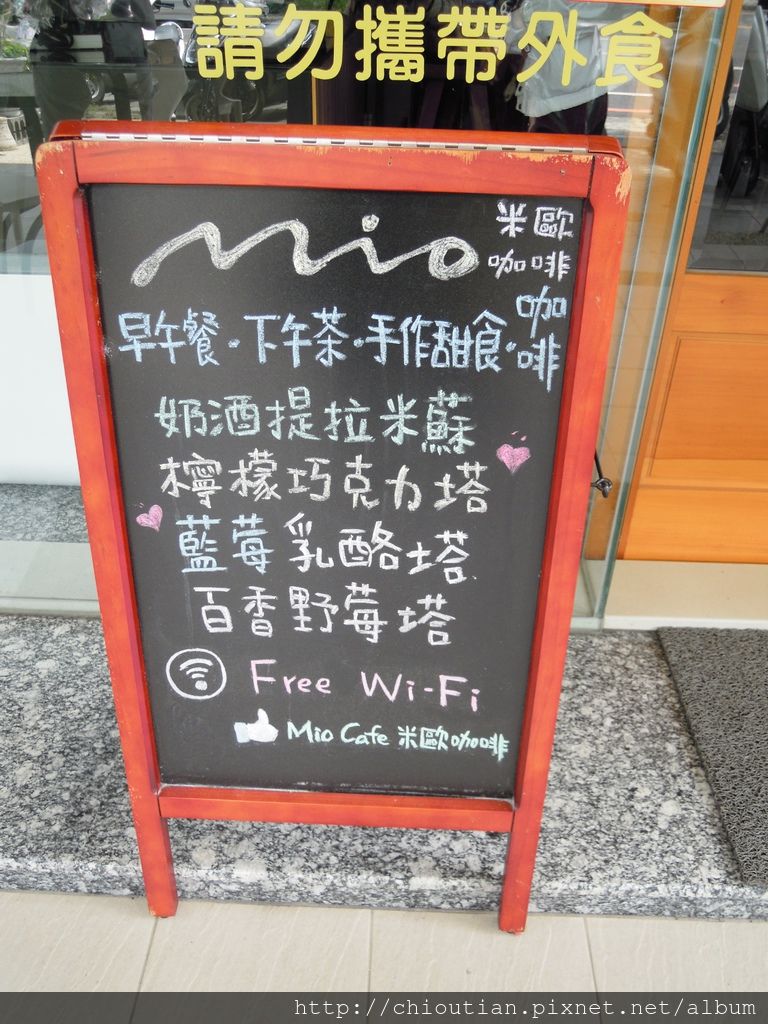 請勿攜帶外食
mio 米歐
咖啡
早午餐·下午茶·手作甜食·咖啡
奶酒提拉米蘇
檸檬巧克力塔
藍莓乳酪塔
百香野莓塔
Free Wi-Fi
Mio Cafe 米歐咖啡
http://chioutian.pixnet.net/album